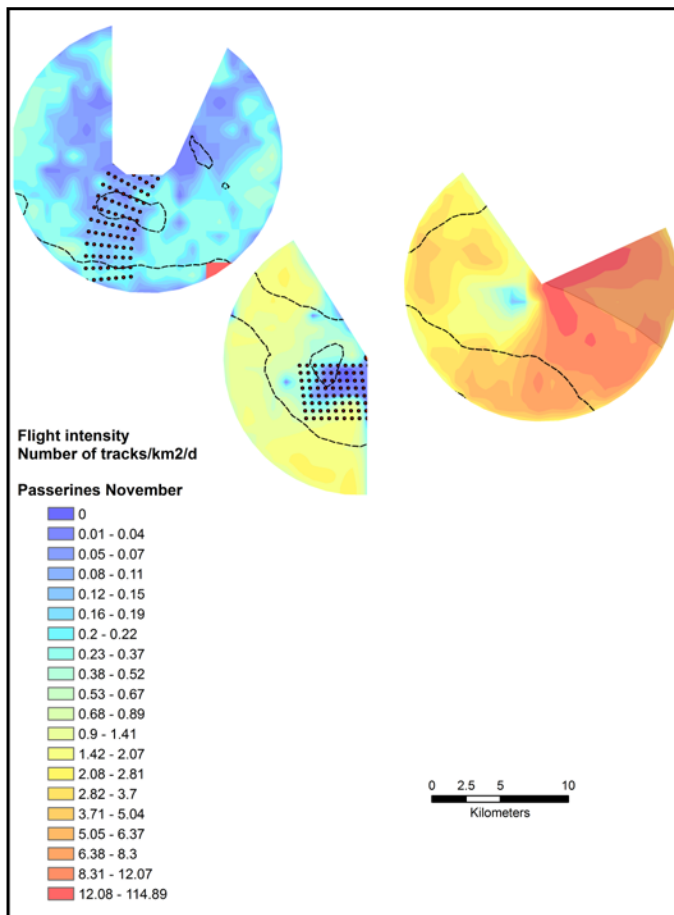 Flight intensity
Number of tracks/km2/d
Passerines November
0
0.01 - 0.04
0.05 - 0.07
0.08 - 0.11
0.12 - 0.15
0.16 - 0.19
0.2 - 0.22
0.23 - 0.37
0.38 - 0.52
0.53 - 0.67
0.68 - 0.89
0.9 - 1.41
1.42 - 2.07
2.08 - 2.81
2.82 - 3.7
3.71 - 5.04
5.05 - 6.37
6.38 - 8.3
8.31 - 12.07
12.08 - 114.89
0 2.5 5 10
Kilometers